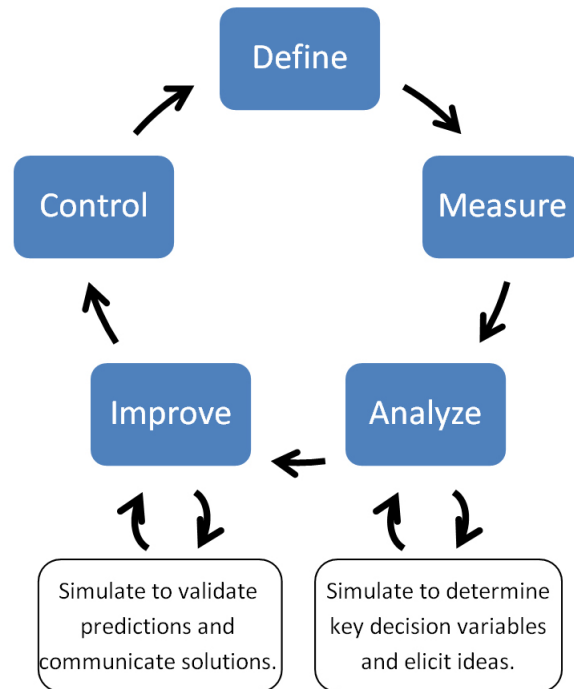 Define
Control
Measure
Improve
Analyze
Simulate to validate
predictions and
communicate solutions.
Simulate to determine
key decision variables
and elicit ideas.